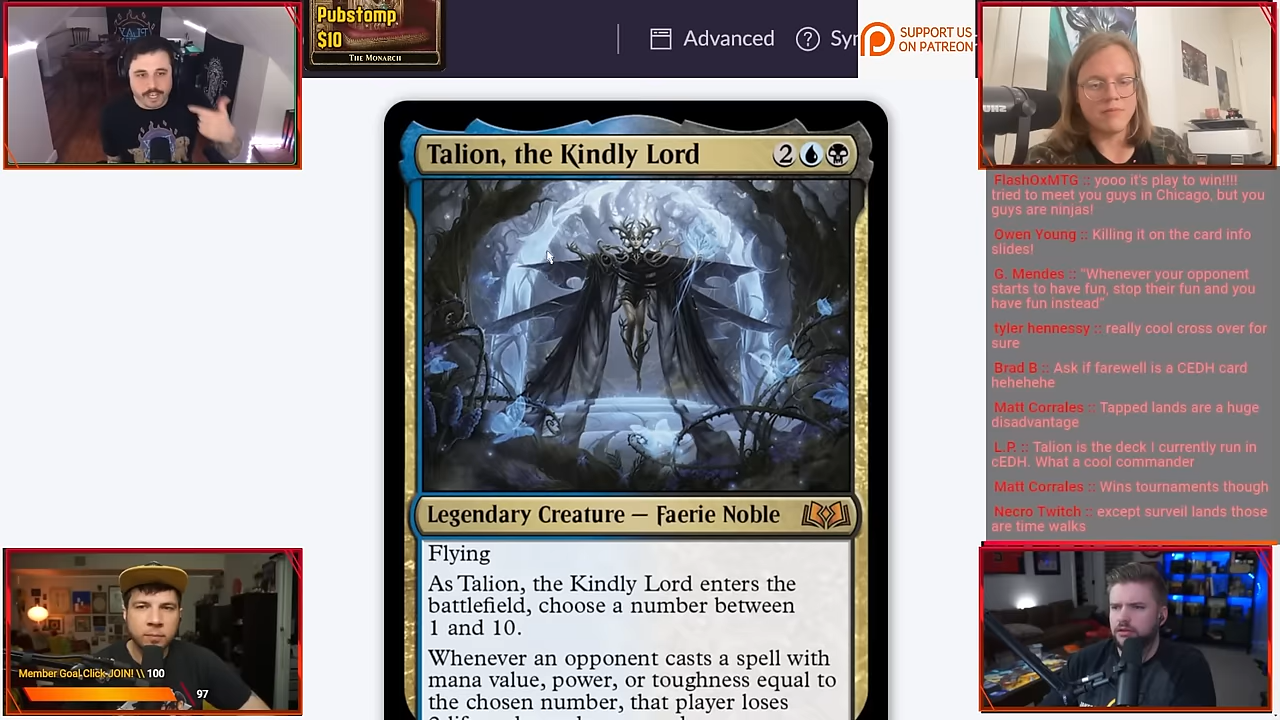 Pubstomp
$10
THE MONARCH
Advanced
Syn
SUPPORT US
ON PATREON
Talion, the Kindly Lord
2
Legendary Creature — Faerie Noble
Flying
As Talion, the Kindly Lord enters the
battlefield, choose a number between
1 and 10.
Whenever an opponent casts a spell with
mana value, power, or toughness equal to
the chosen number, that player loses
FlashOxMTG :: yooo it's play to win!!!!
tried to meet you guys in Chicago, but you
guys are ninjas!
Owen Young :: Killing it on the card info
slides!
G. Mendes :: "Whenever your opponent
starts to have fun, stop their fun and you
have fun instead"
tyler hennessy :: really cool cross over for
sure
Brad B :: Ask if farewell is a CEDH card
hehehehe
Matt Corrales :: Tapped lands are a huge
disadvantage
L.P. :: Talion is the deck I currently run in
cEDH. What a cool commander
Matt Corrales :: Wins tournaments though
Necro Twitch :: except surveil lands those
are time walks
Member Goal Click JOIN! \\ 100
97